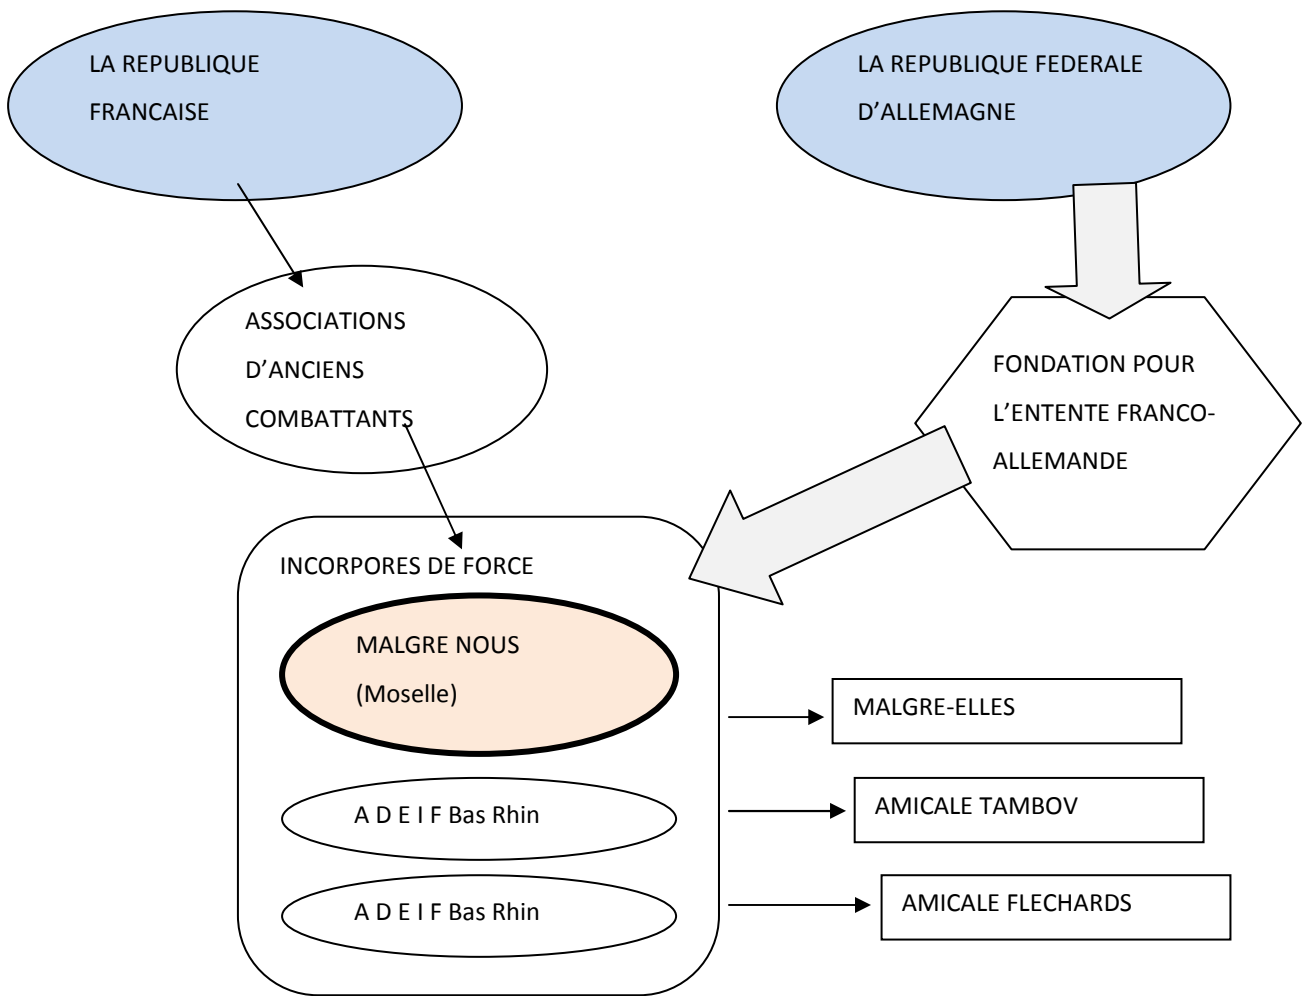 LA REPUBLIQUE
FRANCAISE
LA REPUBLIQUE FEDERALE
D’ALLEMAGNE
ASSOCIATIONS
D’ANCIENS
COMBATTANTS
FONDATION POUR
L’ENTENTE FRANCO-
ALLEMANDE
INCORPORES DE FORCE
MALGRE NOUS
(Moselle)
MALGRE-ELLES
A D E I F Bas Rhin
AMICALE TAMBOV
A D E I F Bas Rhin
AMICALE FLECHARDS